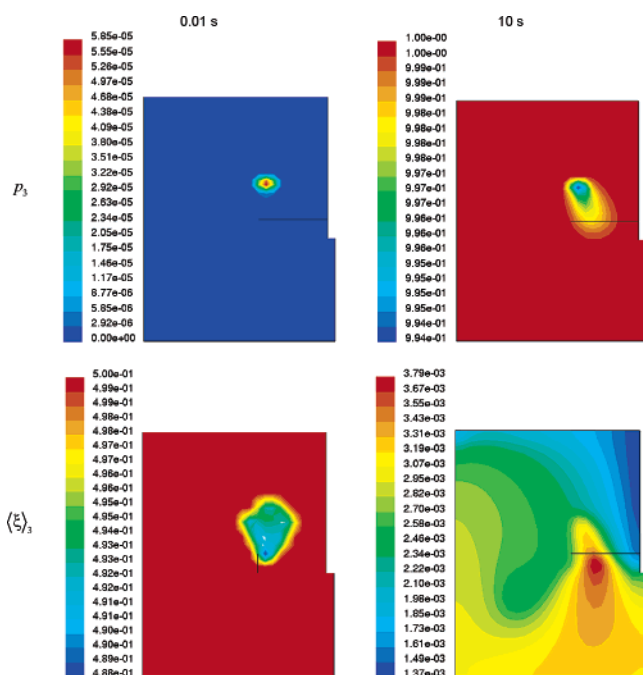 0.01 s
10 s
5.85e-05
5.55e-05
5.26e-05
4.97e-05
4.68e-05
4.38e-05
4.09e-05
3.80e-05
3.51e-05
3.22e-05
2.92e-05
2.63e-05
2.34e-05
2.05e-05
1.75e-05
1.46e-05
1.17e-05
8.77e-06
5.85e-06
2.92e-06
0.00e+00
p₃
1.00e-00
1.00e-00
9.99e-01
9.99e-01
9.99e-01
9.98e-01
9.98e-01
9.98e-01
9.97e-01
9.97e-01
9.97e-01
9.96e-01
9.96e-01
9.96e-01
9.95e-01
9.95e-01
9.95e-01
9.94e-01
9.94e-01
5.00e-01
4.99e-01
4.99e-01
4.98e-01
4.97e-01
4.97e-01
4.96e-01
4.96e-01
4.95e-01
4.95e-01
4.94e-01
4.93e-01
4.93e-01
4.92e-01
4.92e-01
4.91e-01
4.90e-01
4.90e-01
4.89e-01
4.88e-01
⟨ξ⟩₃
3.79e-03
3.67e-03
3.55e-03
3.43e-03
3.31e-03
3.19e-03
3.07e-03
2.95e-03
2.82e-03
2.70e-03
2.58e-03
2.46e-03
2.34e-03
2.22e-03
2.10e-03
1.98e-03
1.85e-03
1.73e-03
1.61e-03
1.49e-03
1.37e-03